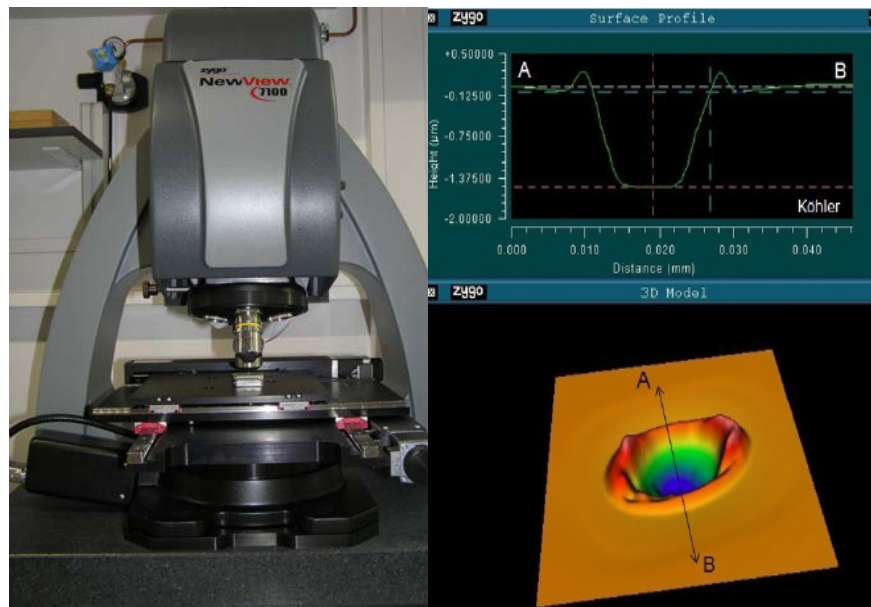 zygo
NewView
7100
zygo
Surface Profile
+0.50000
-0.12500
-0.75000
-1.37500
-2.00000
Height (µm)
A
B
Köhler
0.000
0.010
0.020
0.030
0.040
Distance (mm)
zygo
3D Model
A
B